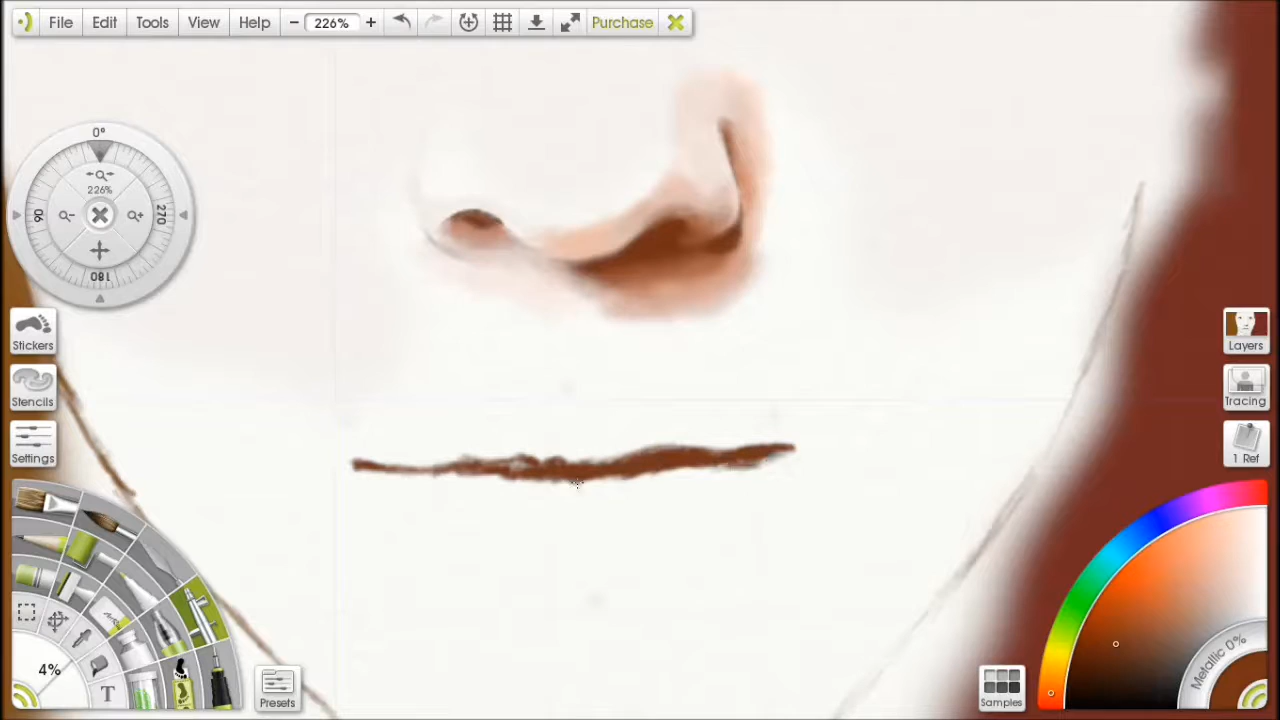 File Edit Tools View Help − 226% + Purchase
0°
226%
90
270
180
Stickers
Stencils
Settings
Layers
Tracing
1 Ref
4%
T
Presets
Samples
Metallic 0%